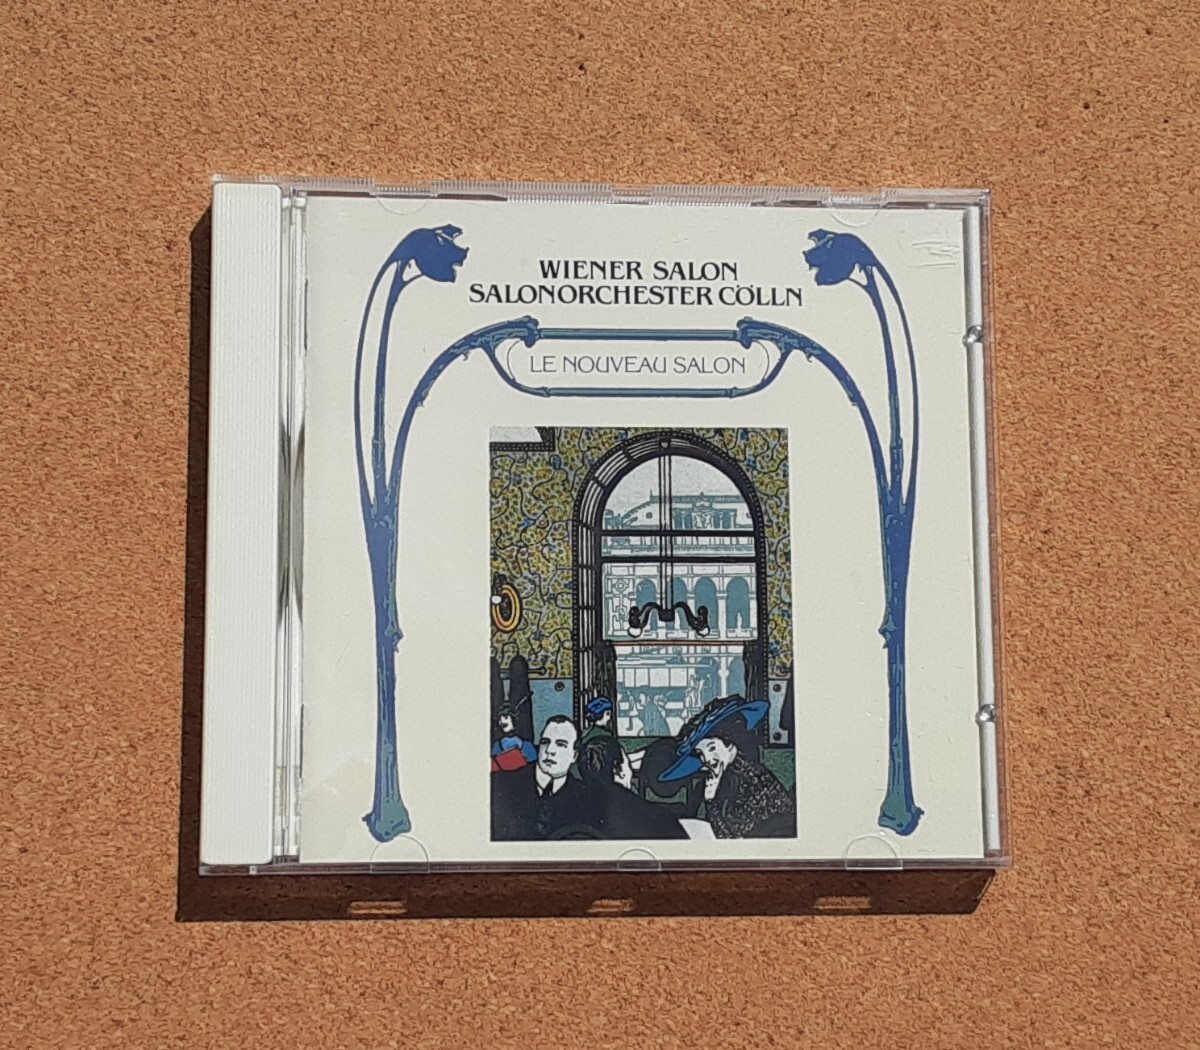 WIENER SALON
SALONORCHESTER CÖLLN
LE NOUVEAU SALON